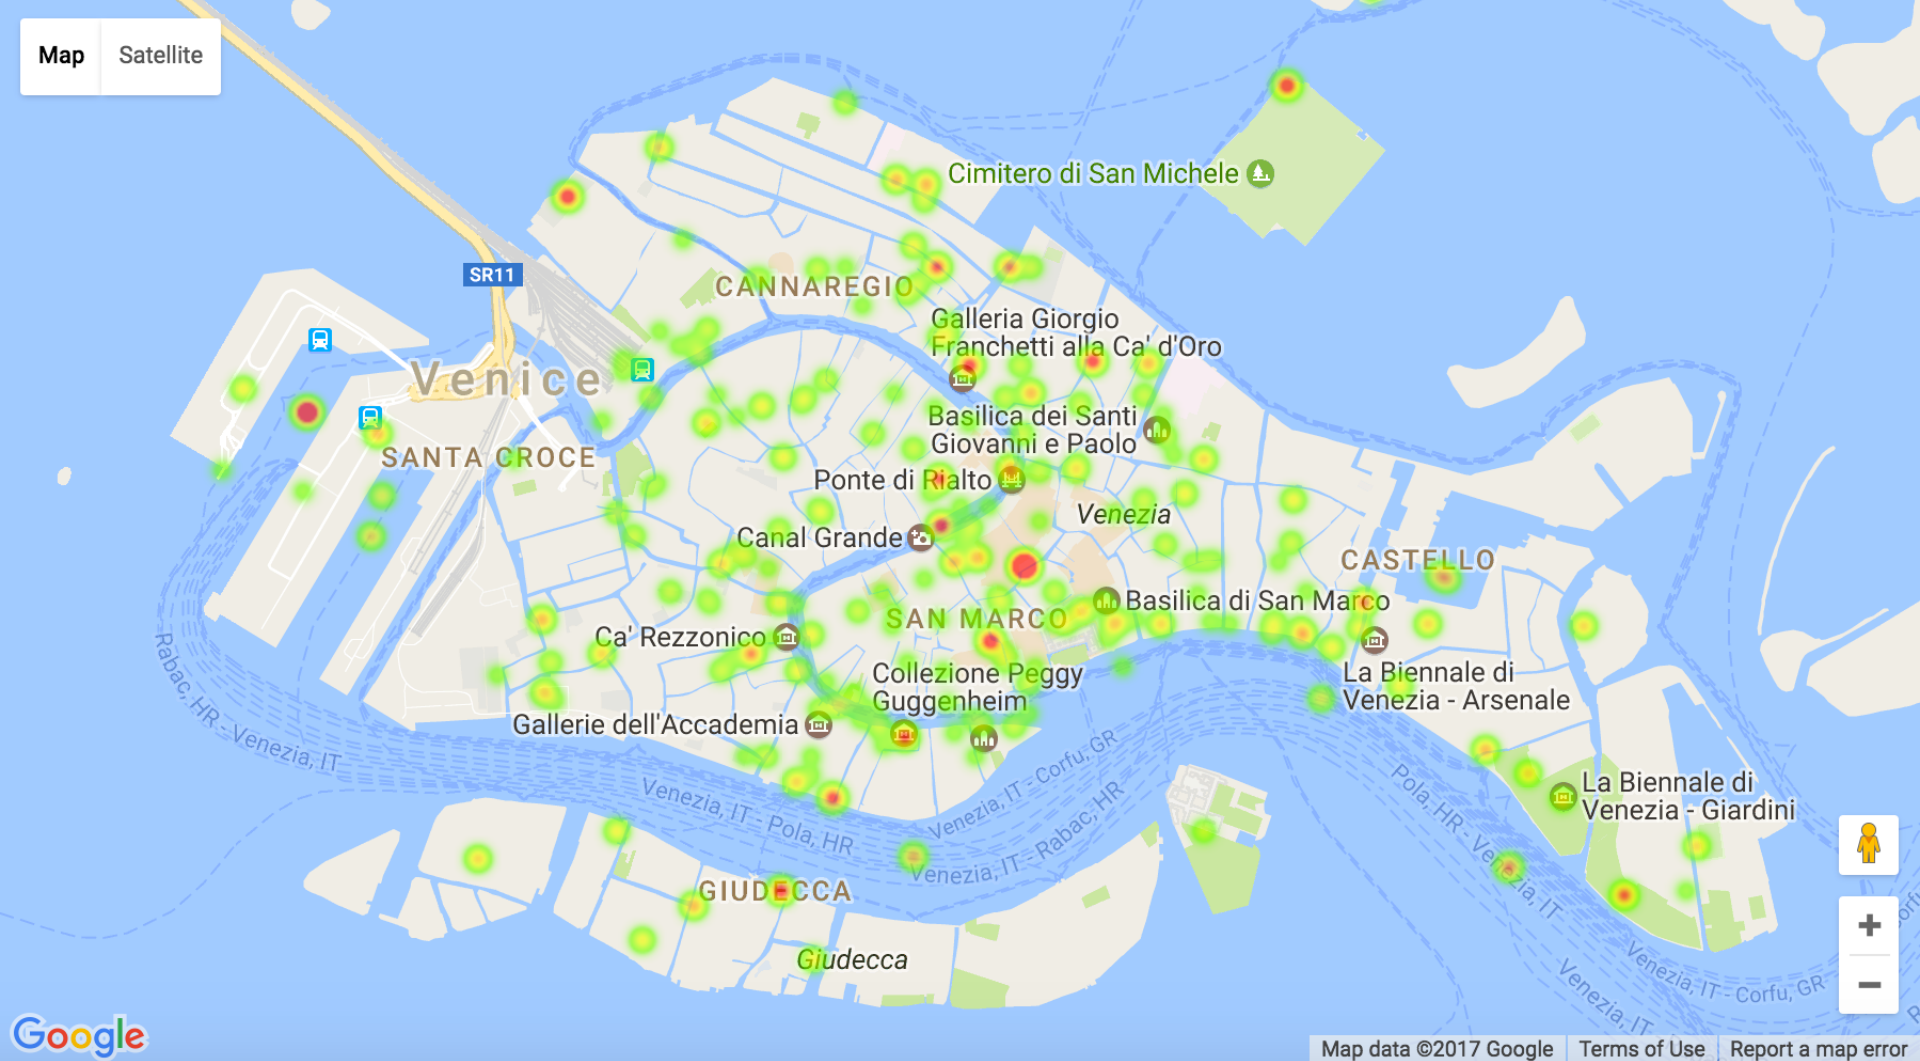 Map
Satellite
Cimitero di San Michele
SR11
CANNAREGIO
Galleria Giorgio
Franchetti alla Ca' d'Oro
Venice
Basilica dei Santi
Giovanni e Paolo
SANTA CROCE
Ponte di Rialto
Venezia
Canal Grande
CASTELLO
Basilica di San Marco
SAN MARCO
Ca' Rezzonico
Collezione Peggy
Guggenheim
La Biennale di
Venezia - Arsenale
Rabac, HR - Venezia, IT
Gallerie dell'Accademia
Venezia, IT - Corfu, GR
Venezia, IT - Pola, HR
Venezia, IT - Rabac, HR
Pola, HR - Venezia, IT
La Biennale di
Venezia - Giardini
GIUDECCA
Giudecca
Venezia, IT - Corfu, GR
Venezia, IT
Google
Map data ©2017 Google
Terms of Use
Report a map error